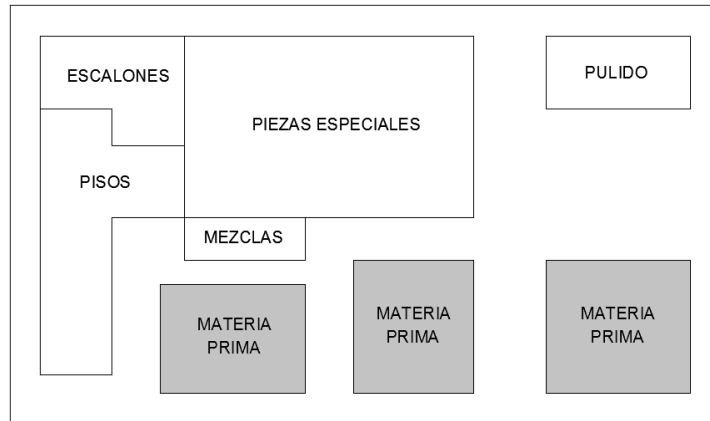 ESCALONES
PIEZAS ESPECIALES
PULIDO
PISOS
MEZCLAS
MATERIA
PRIMA
MATERIA
PRIMA
MATERIA
PRIMA